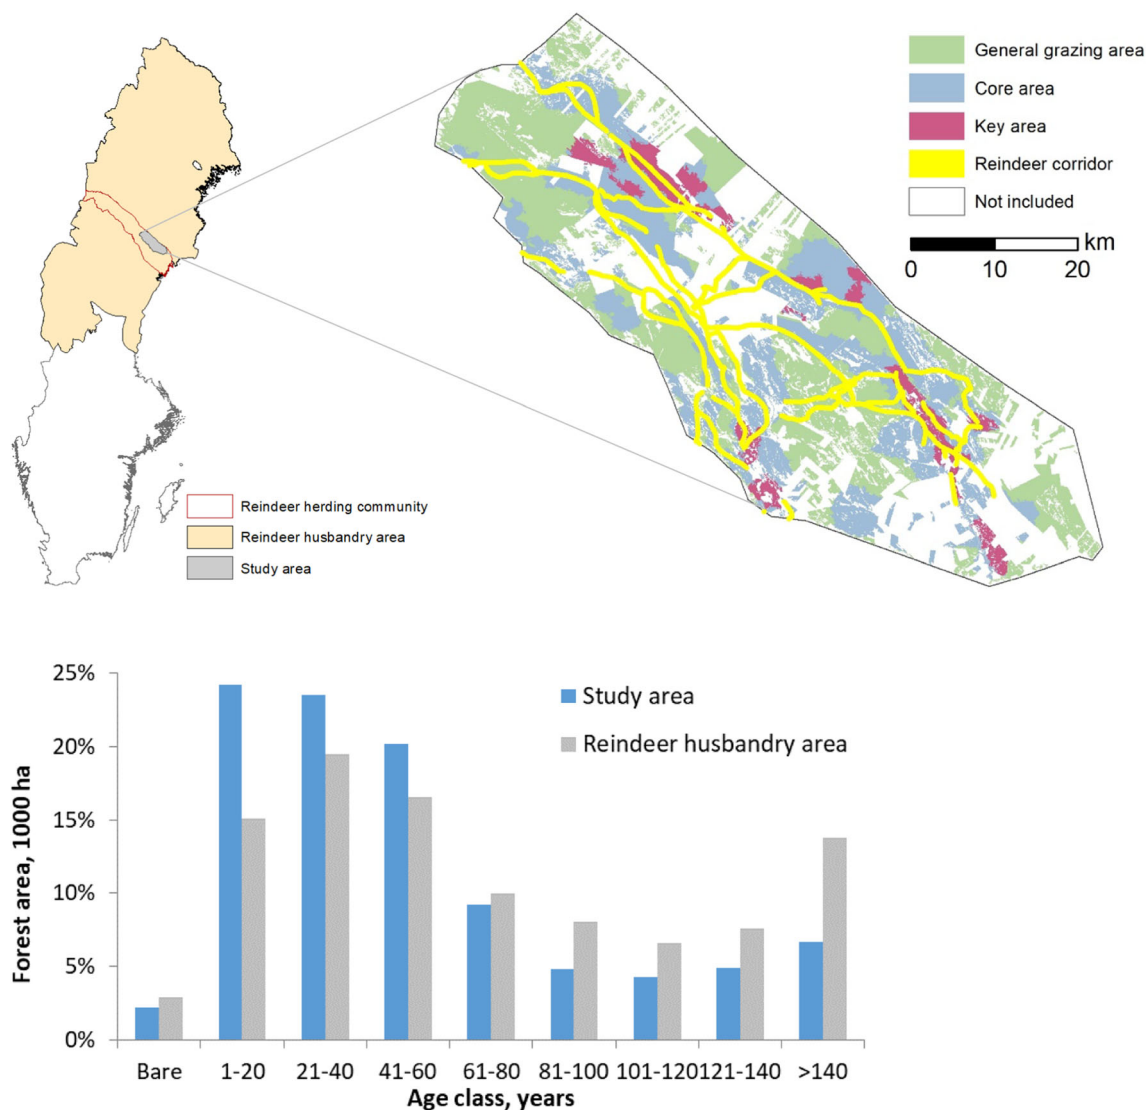 General grazing area
Core area
Key area
Reindeer corridor
Not included
km
0 10 20
Reindeer herding community
Reindeer husbandry area
Study area
25%
20%
15%
10%
5%
0%
Forest area, 1000 ha
Study area
Reindeer husbandry area
Bare 1-20 21-40 41-60 61-80 81-100 101-120 121-140 >140
Age class, years